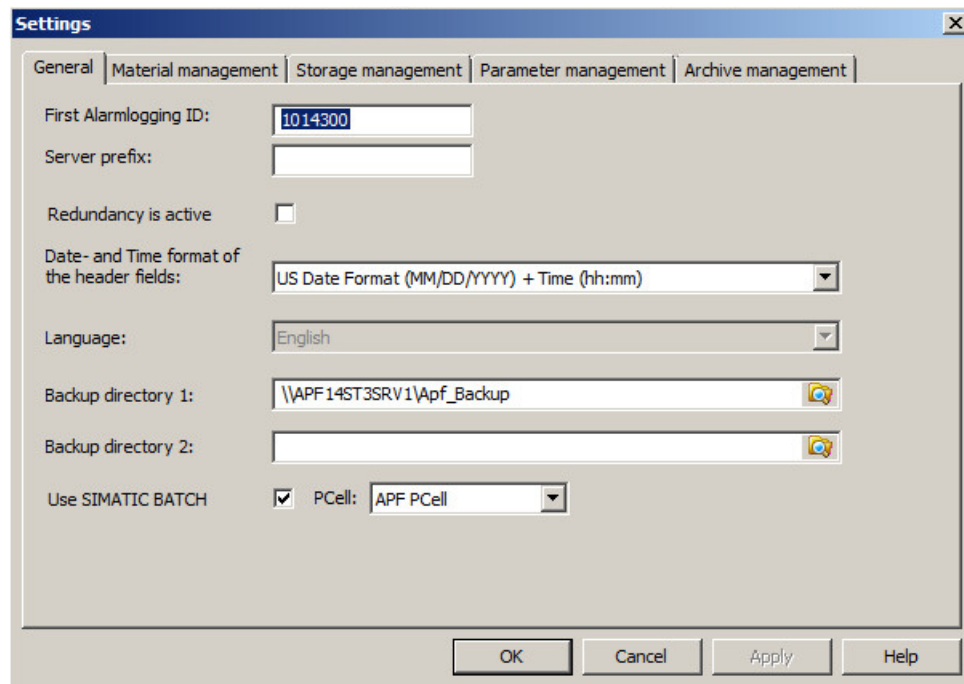 Settings
General Material management Storage management Parameter management Archive management
First Alarmlogging ID: 1014300
Server prefix:
Redundancy is active
Date- and Time format of
the header fields: US Date Format (MM/DD/YYYY) + Time (hh:mm)
Language: English
Backup directory 1: \\APF14ST3SRV1\Apf_Backup
Backup directory 2:
Use SIMATIC BATCH PCell: APF PCell
OK Cancel Apply Help